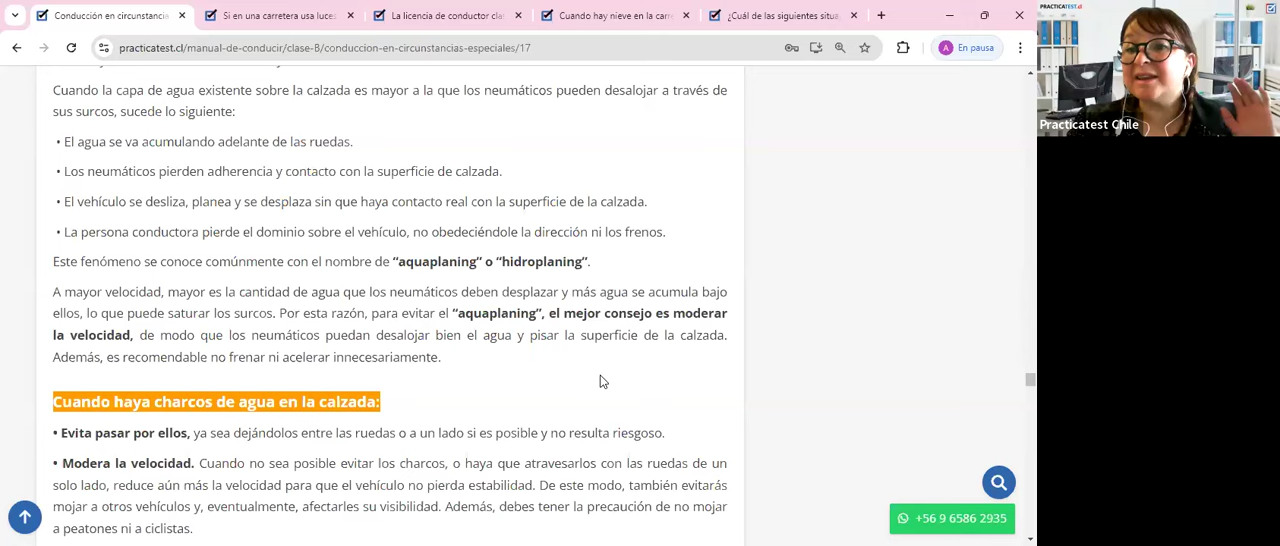 Conducción en circunstancias
Si en una carretera usa luces
La licencia de conductor clas
Cuando hay nieve en la carre
¿Cuál de las siguientes situa
practicatest.cl/manual-de-conducir/clase-B/conduccion-en-circunstancias-especiales/17
A
En pausa
Cuando la capa de agua existente sobre la calzada es mayor a la que los neumáticos pueden desalojar a través de
sus surcos, sucede lo siguiente:
• El agua se va acumulando adelante de las ruedas.
• Los neumáticos pierden adherencia y contacto con la superficie de calzada.
• El vehículo se desliza, planea y se desplaza sin que haya contacto real con la superficie de la calzada.
• La persona conductora pierde el dominio sobre el vehículo, no obedeciéndole la dirección ni los frenos.
Este fenómeno se conoce comúnmente con el nombre de “aquaplaning” o “hidroplaning”.
A mayor velocidad, mayor es la cantidad de agua que los neumáticos deben desplazar y más agua se acumula bajo
ellos, lo que puede saturar los surcos. Por esta razón, para evitar el “aquaplaning”, el mejor consejo es moderar
la velocidad, de modo que los neumáticos puedan desalojar bien el agua y pisar la superficie de la calzada.
Además, es recomendable no frenar ni acelerar innecesariamente.
Cuando haya charcos de agua en la calzada:
• Evita pasar por ellos, ya sea dejándolos entre las ruedas o a un lado si es posible y no resulta riesgoso.
• Modera la velocidad. Cuando no sea posible evitar los charcos, o haya que atravesarlos con las ruedas de un
solo lado, reduce aún más la velocidad para que el vehículo no pierda estabilidad. De este modo, también evitarás
mojar a otros vehículos y, eventualmente, afectarles su visibilidad. Además, debes tener la precaución de no mojar
a peatones ni a ciclistas.
+56 9 6586 2935
PRACTICATEST.CL
Practicatest Chile